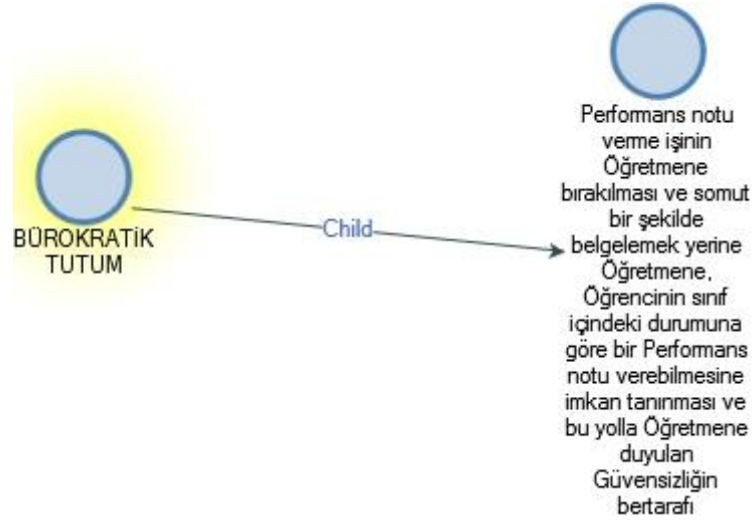 BÜROKRATİK
TUTUM
Child
Performans notu
verme işinin
Öğretmene
bırakılması ve somut
bir şekilde
belgelemek yerine
Öğretmene,
Öğrencinin sınıf
içindeki durumuna
göre bir Performans
notu verebilmesine
imkan tanınması ve
bu yolla Öğretmene
duyulan
Güvensizliğin
bertarafı